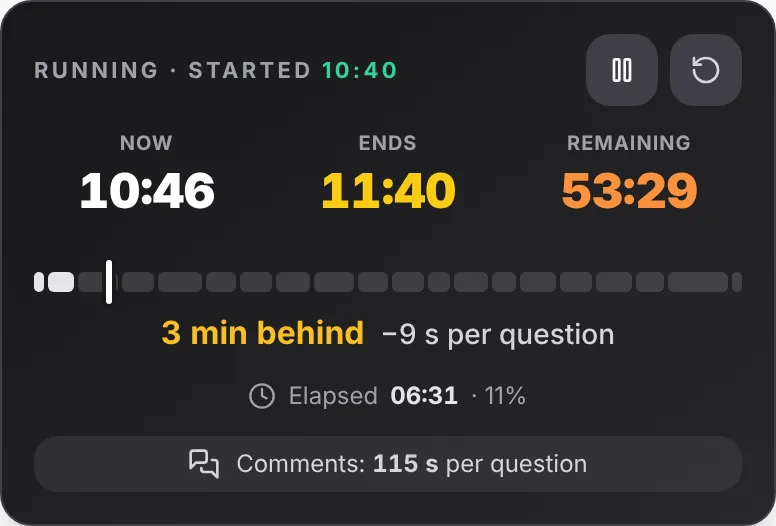 RUNNING · STARTED 10:40
NOW ENDS REMAINING
10:46 11:40 53:29
3 min behind −9 s per question
Elapsed 06:31 · 11%
Comments: 115 s per question